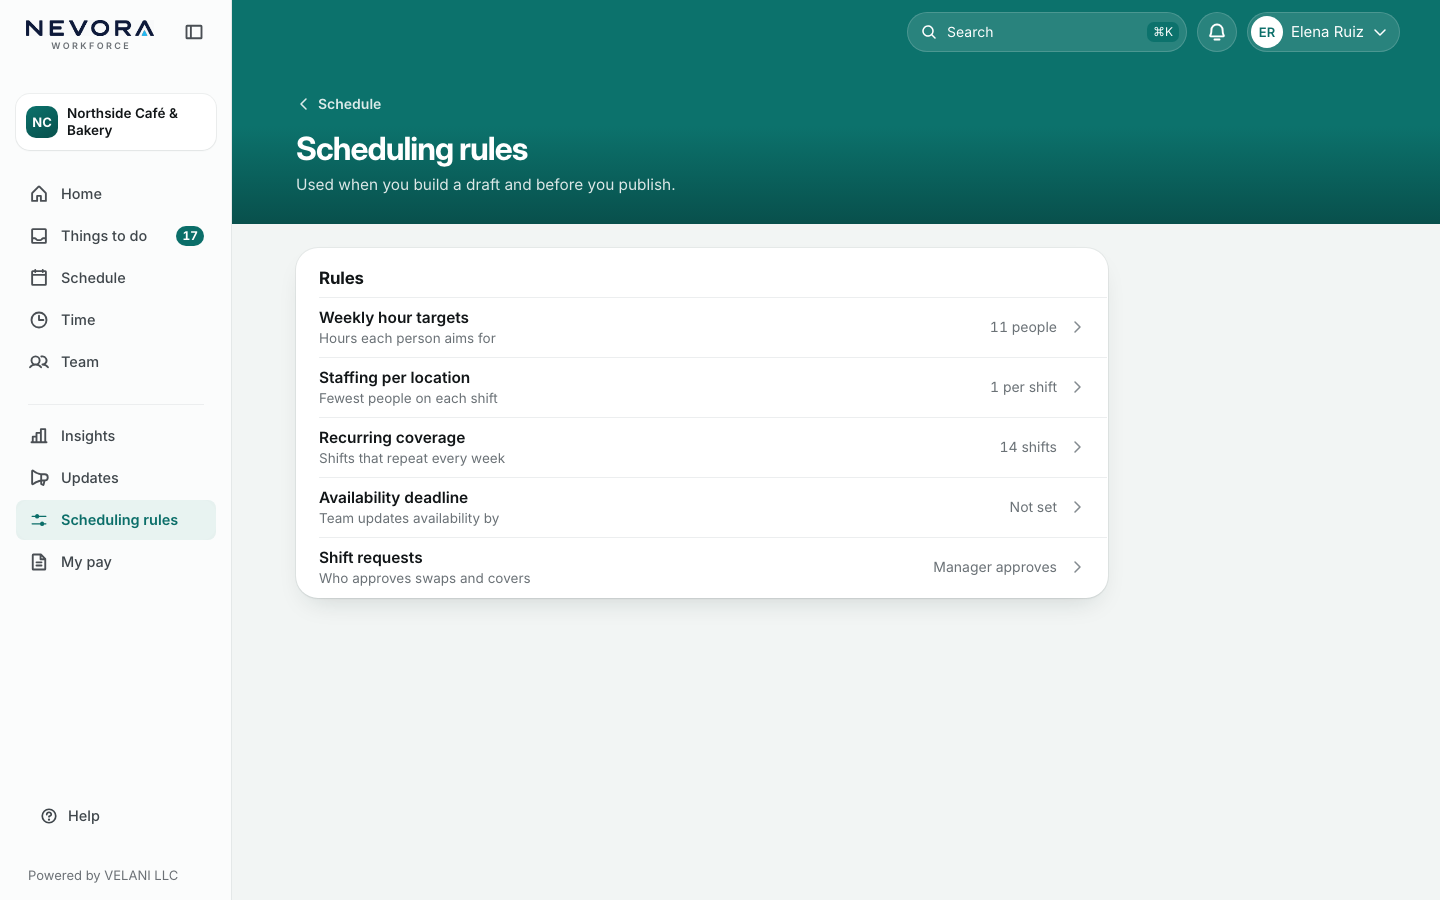 NEVORA
WORKFORCE
Search
⌘K
ER
Elena Ruiz
NC
Northside Café &
Bakery
Home
Things to do
17
Schedule
Time
Team
Insights
Updates
Scheduling rules
My pay
Help
Powered by VELANI LLC
Schedule
Scheduling rules
Used when you build a draft and before you publish.
Rules
Weekly hour targets
Hours each person aims for
11 people
Staffing per location
Fewest people on each shift
1 per shift
Recurring coverage
Shifts that repeat every week
14 shifts
Availability deadline
Team updates availability by
Not set
Shift requests
Who approves swaps and covers
Manager approves